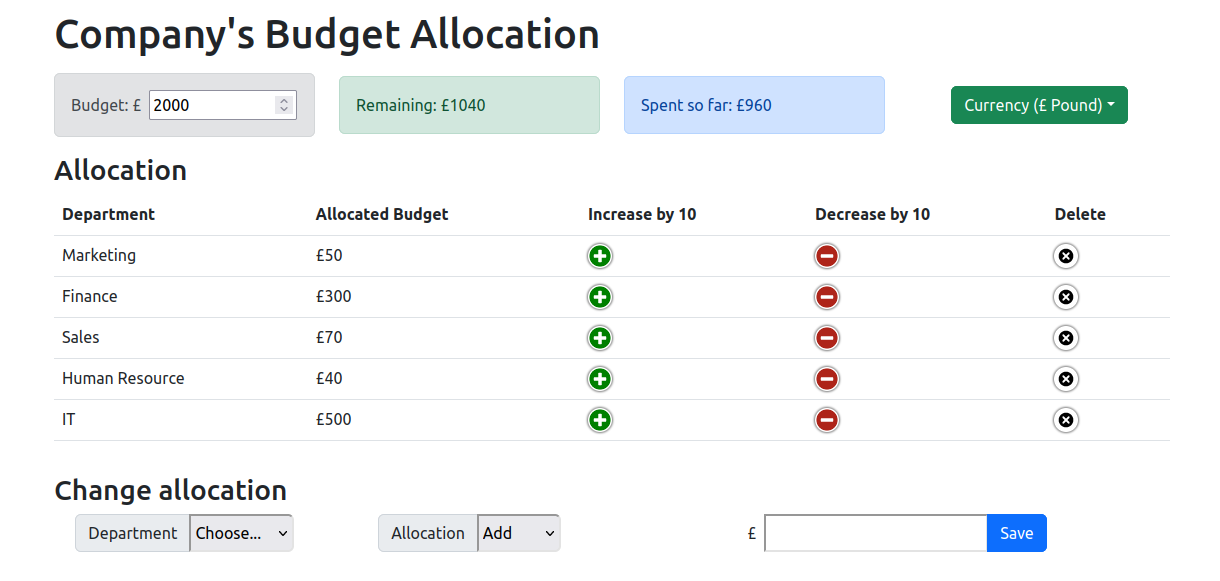 Company's Budget Allocation
Budget: £ 2000 Remaining: £1040 Spent so far: £960 Currency (£ Pound)
Allocation
Department Allocated Budget Increase by 10 Decrease by 10 Delete
Marketing £50
Finance £300
Sales £70
Human Resource £40
IT £500
Change allocation
Department Choose... Allocation Add £ Save